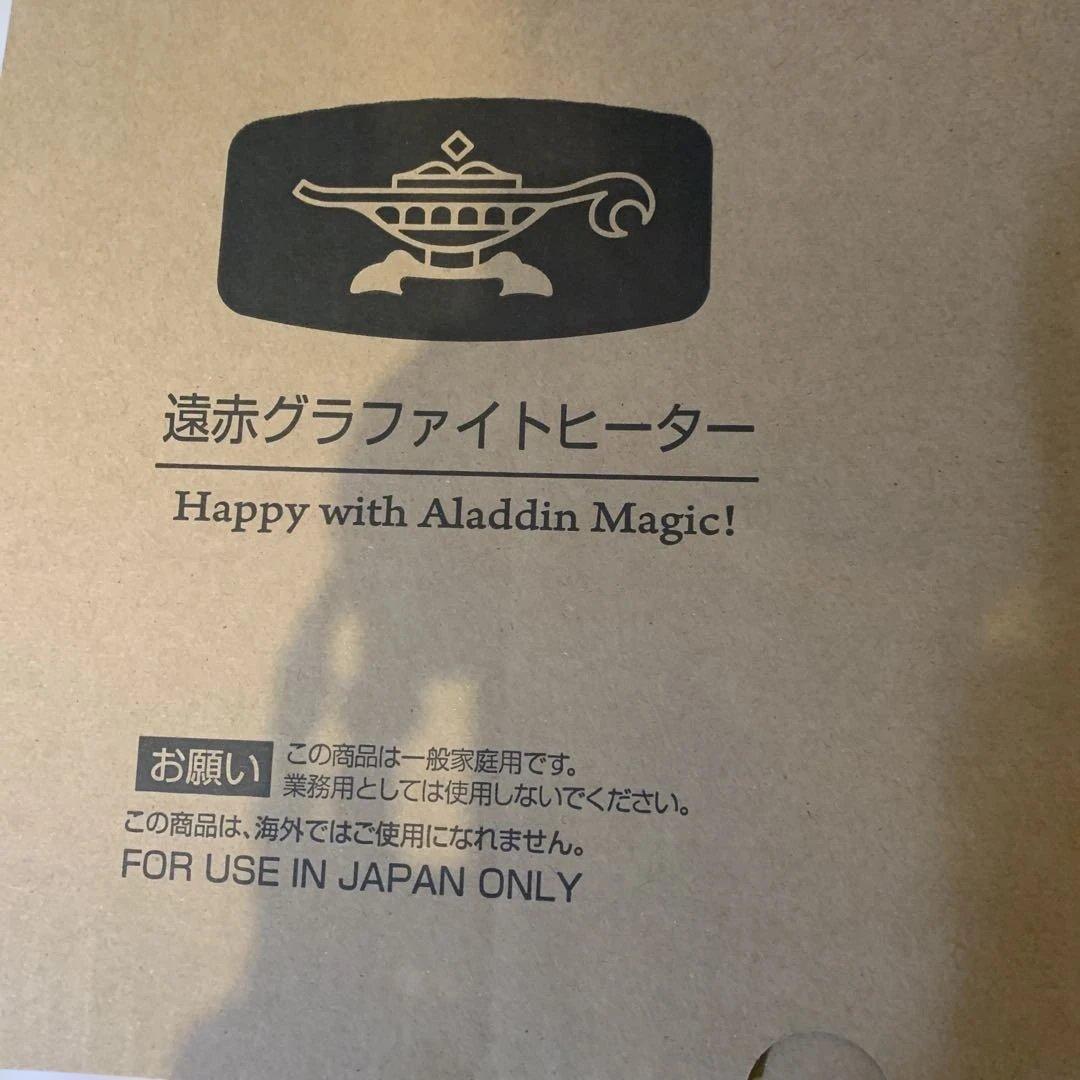 遠赤グラファイトヒーター
Happy with Aladdin Magic!
お願い この商品は一般家庭用です。
業務用としては使用しないでください。
この商品は、海外ではご使用になれません。
FOR USE IN JAPAN ONLY